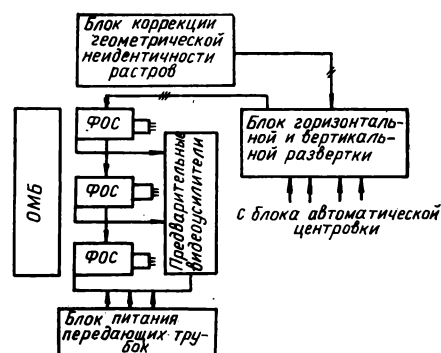 Блок коррекции
геометрической
неидентичности
растров
ФОС
Блок горизонталь-
ной и вертикаль-
ной развертки
ОМБ
ФОС
Предварительные
видеоусилители
с блока автоматической
центровки
ФОС
Блок питания
передающих тру-
бок